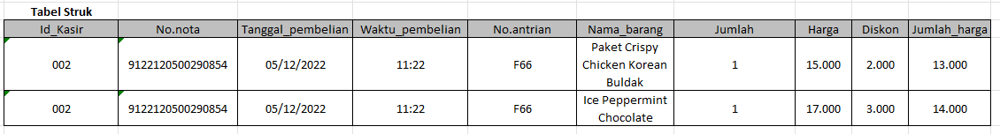 Tabel Struk
Id_Kasir No.nota Tanggal_pembelian Waktu_pembelian No.antrian Nama_barang Jumlah Harga Diskon Jumlah_harga
002 9122120500290854 05/12/2022 11:22 F66 Paket Crispy Chicken Korean Buldak 1 15.000 2.000 13.000
002 9122120500290854 05/12/2022 11:22 F66 Ice Peppermint Chocolate 1 17.000 3.000 14.000